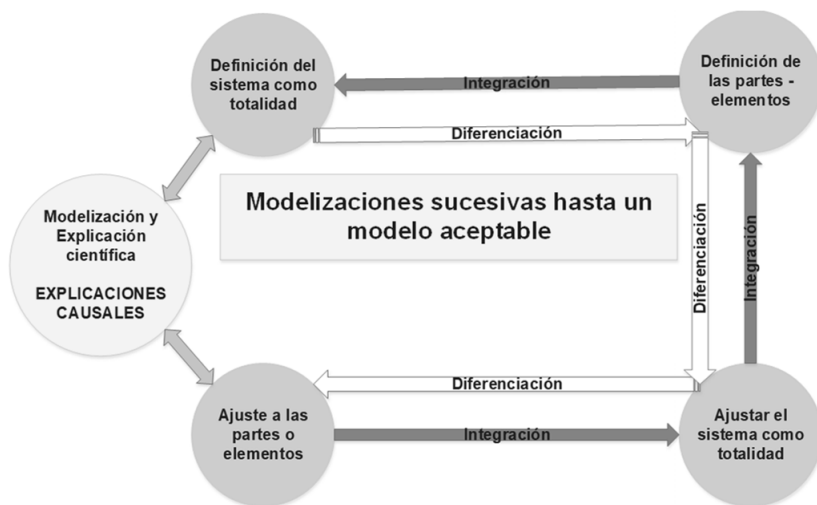 Definición del
sistema como
totalidad
Integración
Definición de
las partes -
elementos
Diferenciación
Modelizaciones sucesivas hasta un
modelo aceptable
Modelización y
Explicación
científica
EXPLICACIONES
CAUSALES
Diferenciación
Integración
Diferenciación
Ajuste a las
partes o
elementos
Integración
Ajustar el
sistema como
totalidad